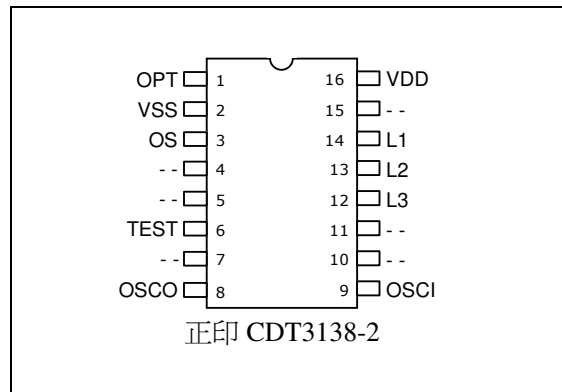 OPT 1 16 VDD
VSS 2 15 - -
OS 3 14 L1
- - 4 13 L2
- - 5 12 L3
TEST 6 11 - -
- - 7 10 - -
OSCO 8 9 OSCI
正印 CDT3138-2